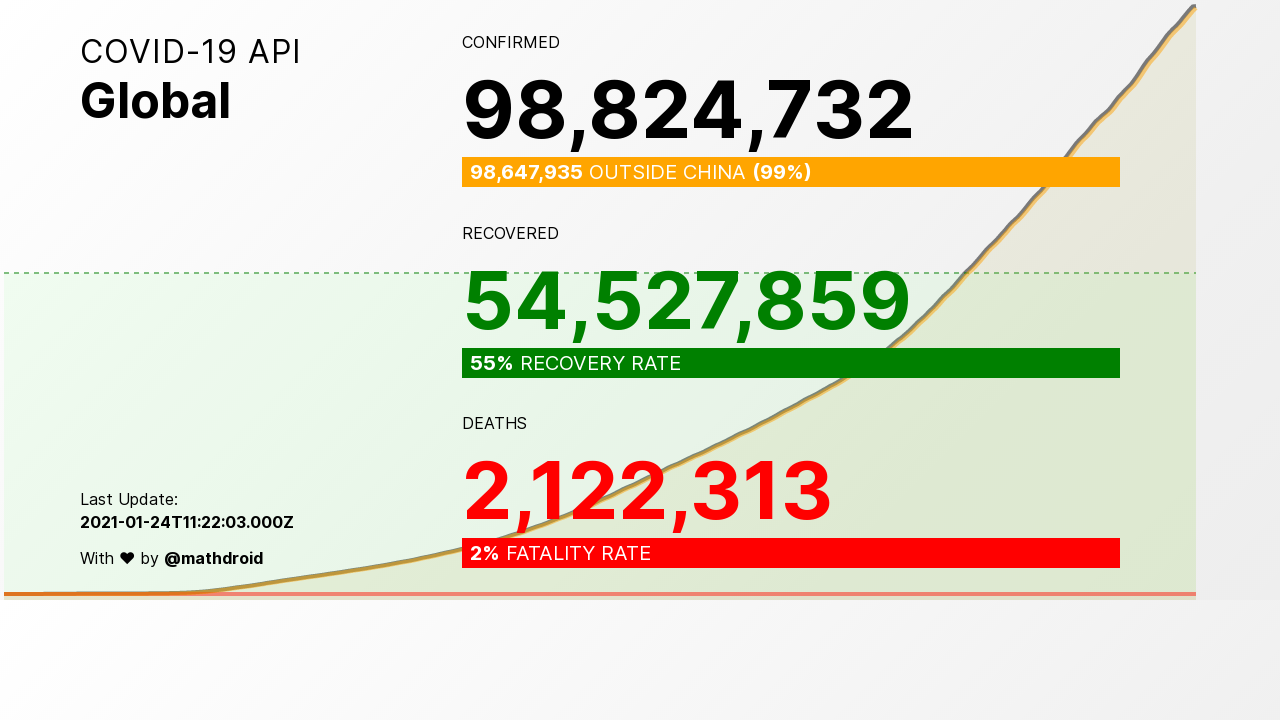 COVID-19 API
Global
CONFIRMED
98,824,732
98,647,935 OUTSIDE CHINA (99%)
RECOVERED
54,527,859
55% RECOVERY RATE
DEATHS
2,122,313
2% FATALITY RATE
Last Update:
2021-01-24T11:22:03.000Z
With ♥ by @mathdroid